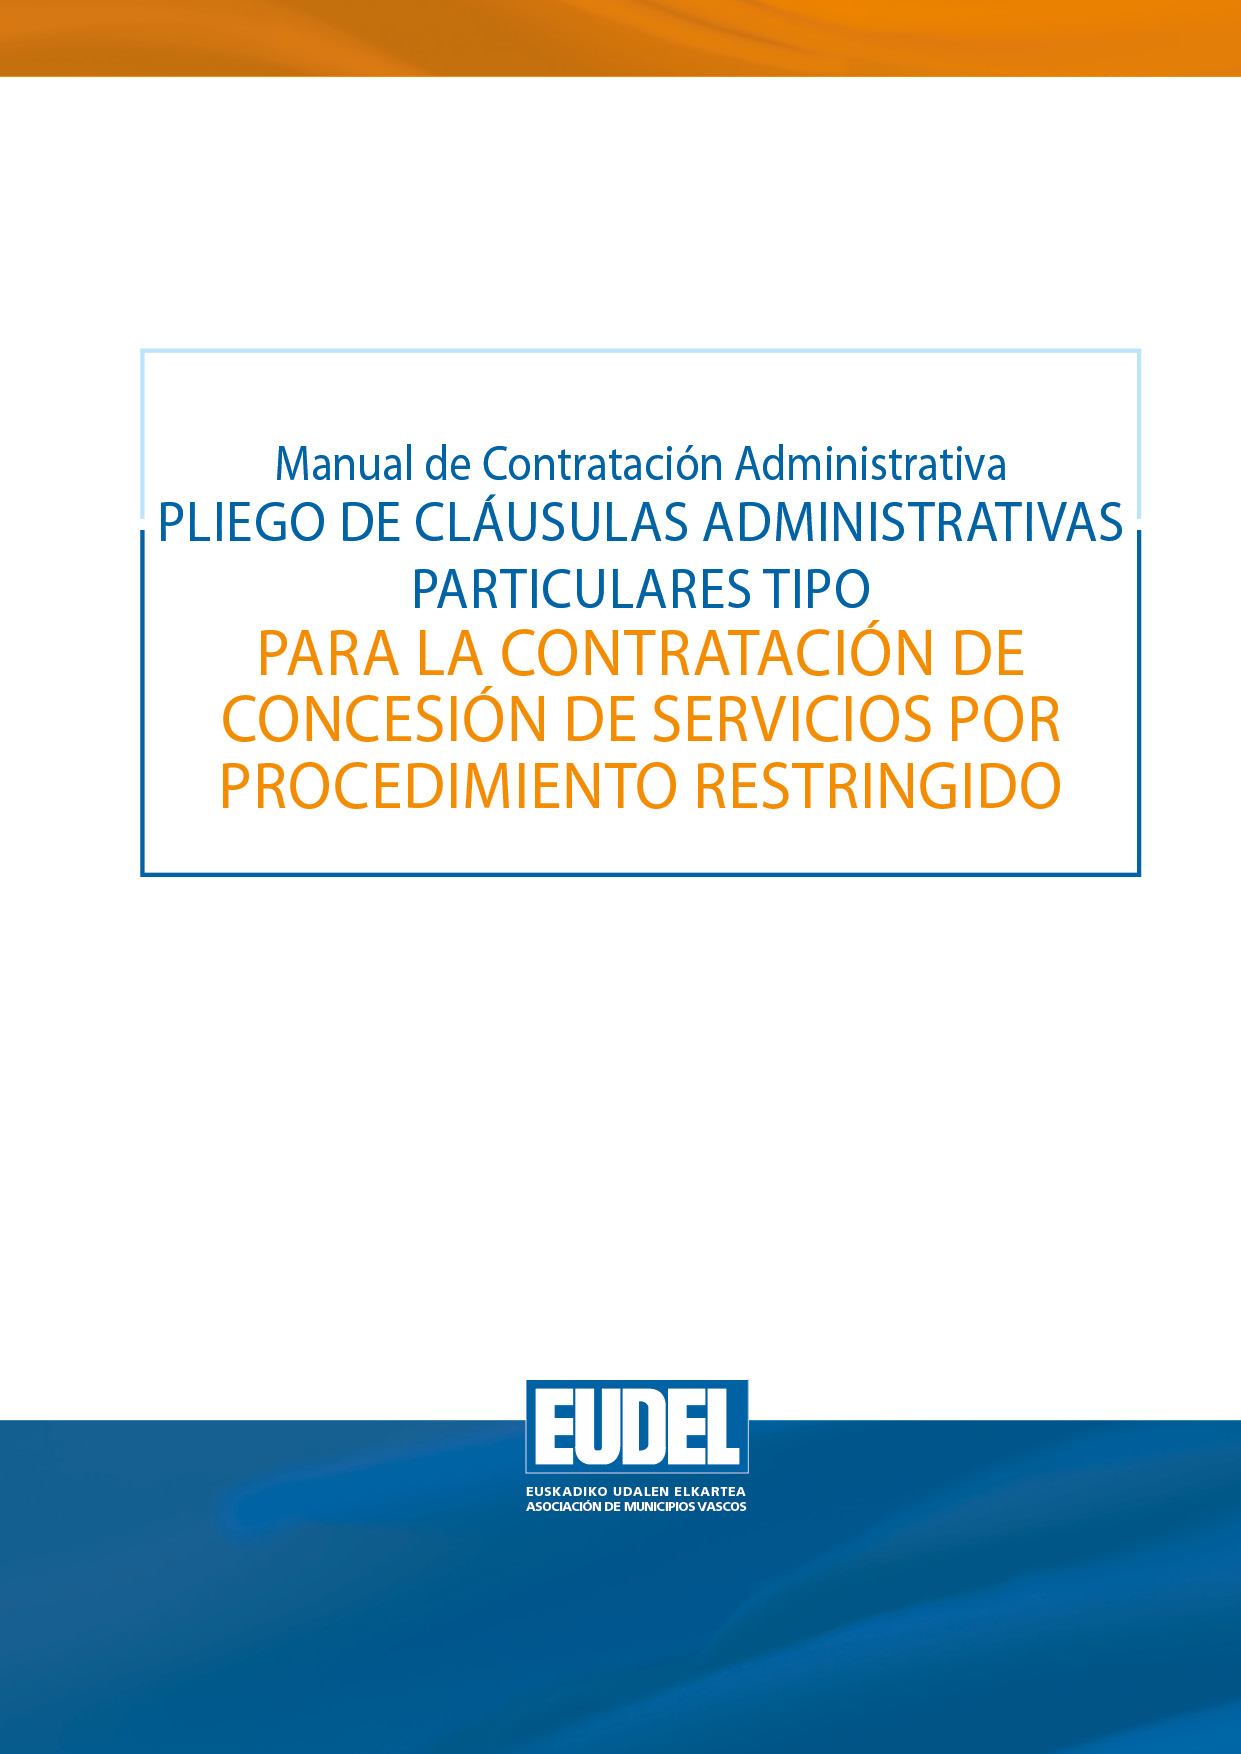 Manual de Contratación Administrativa
PLIEGO DE CLÁUSULAS ADMINISTRATIVAS
PARTICULARES TIPO
PARA LA CONTRATACIÓN DE
CONCESIÓN DE SERVICIOS POR
PROCEDIMIENTO RESTRINGIDO
EUDEL
EUSKADIKO UDALEN ELKARTEA
ASOCIACIÓN DE MUNICIPIOS VASCOS